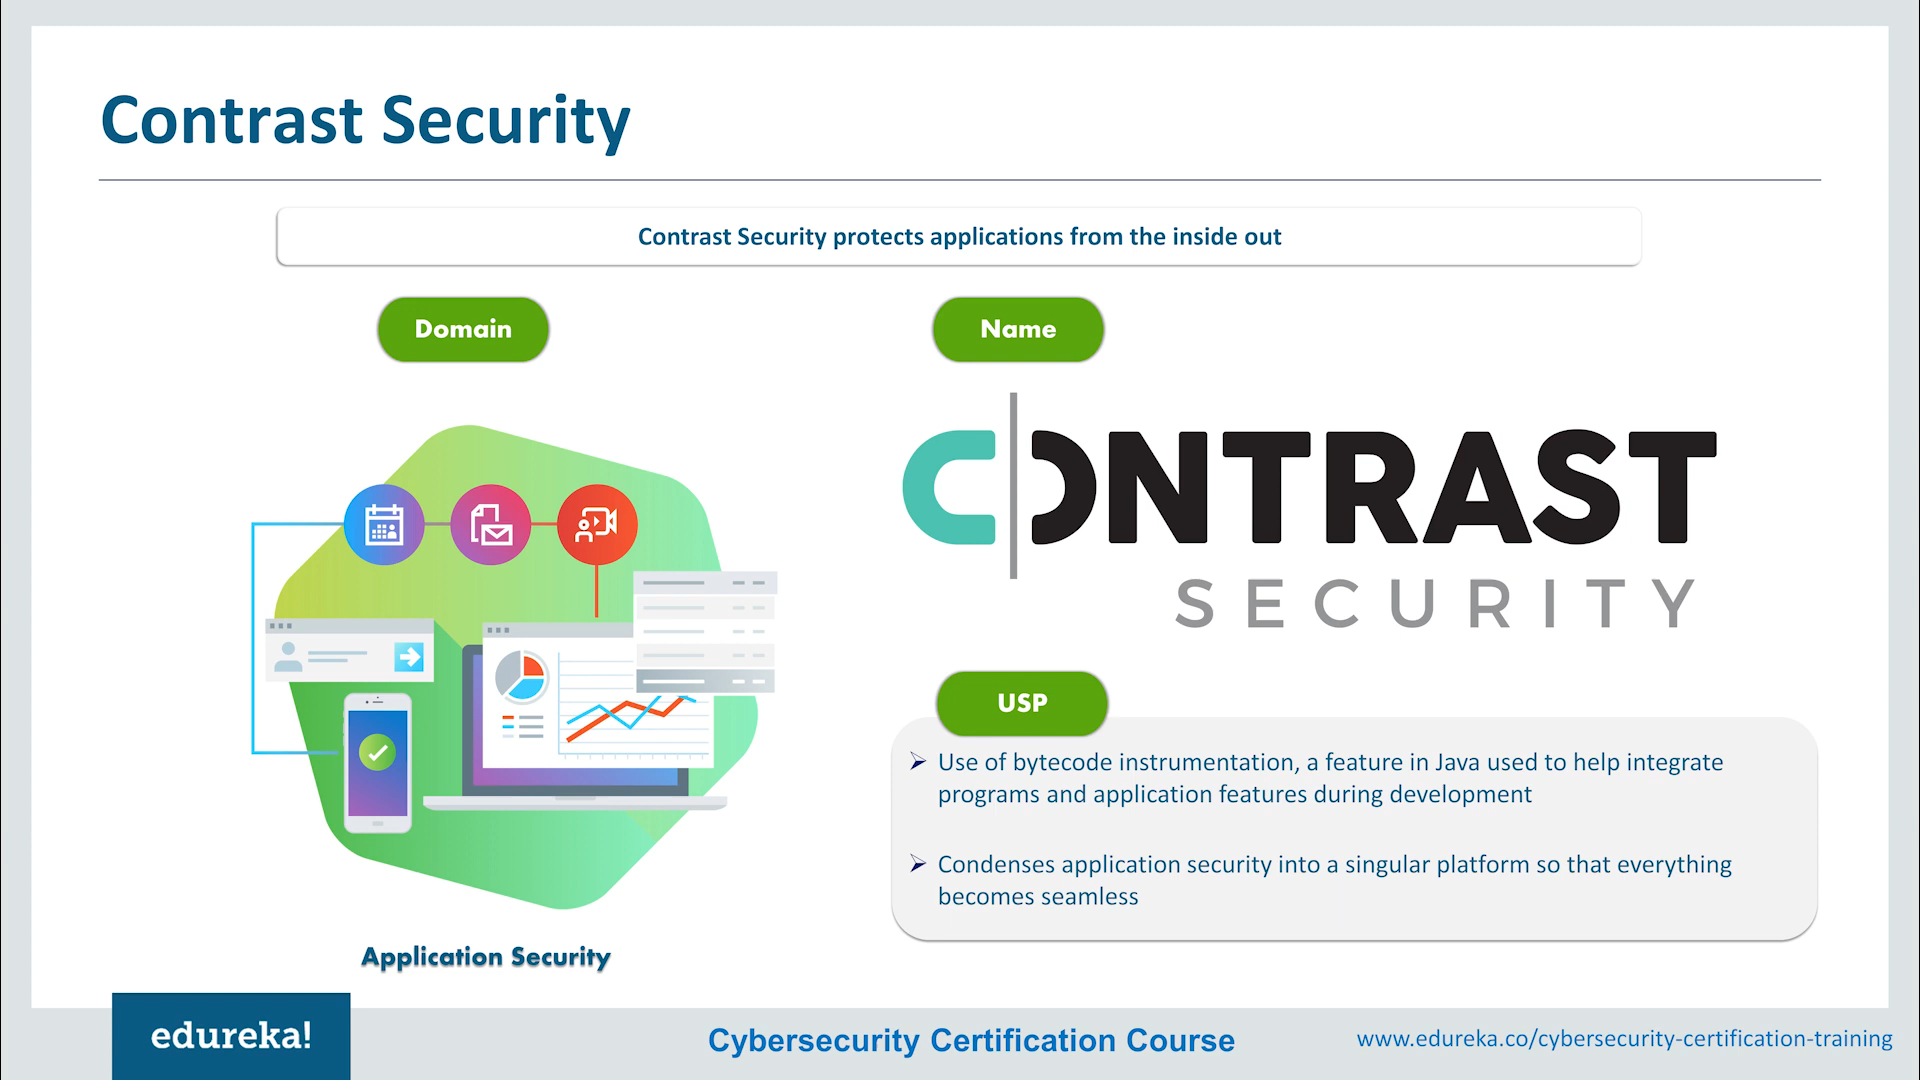 Contrast Security
Contrast Security protects applications from the inside out
Domain
Name
CONTRAST
SECURITY
USP
Use of bytecode instrumentation, a feature in Java used to help integrate
programs and application features during development
Condenses application security into a singular platform so that everything
becomes seamless
Application Security
edureka!
Cybersecurity Certification Course
www.edureka.co/cybersecurity-certification-training